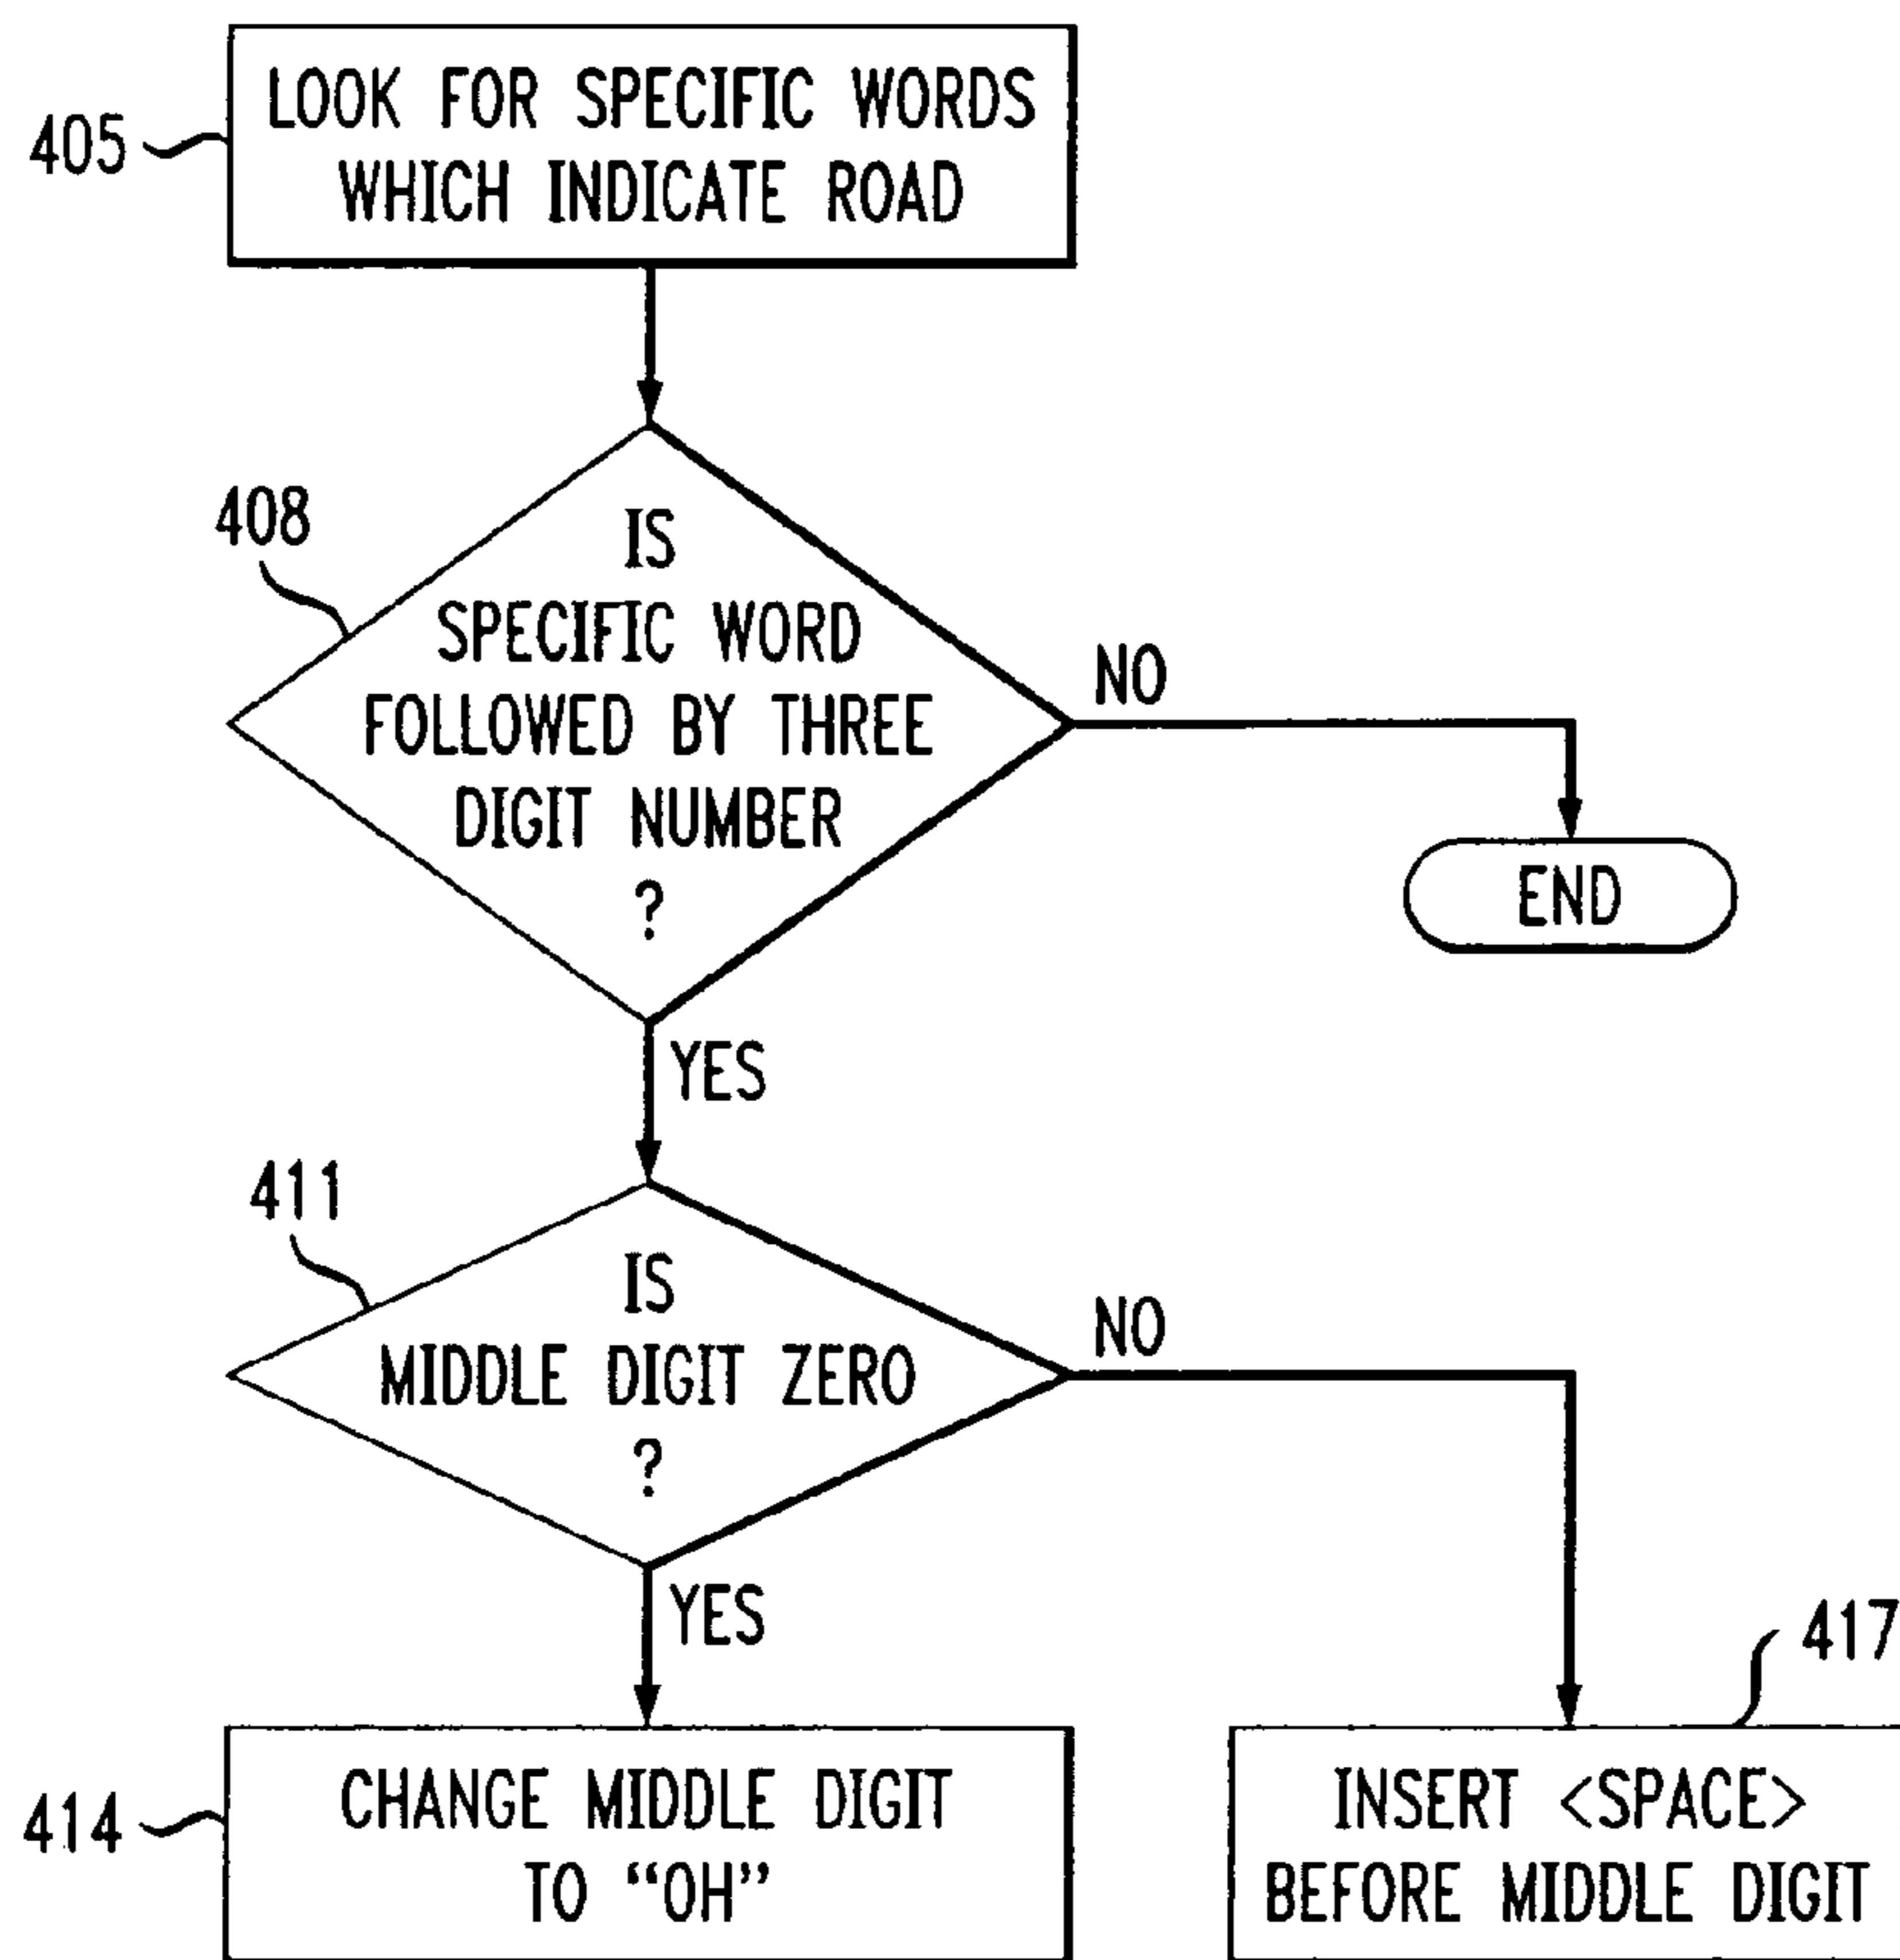 LOOK FOR SPECIFIC WORDS
WHICH INDICATE ROAD
405
408
IS
SPECIFIC WORD
FOLLOWED BY THREE
DIGIT NUMBER
?
NO
END
YES
411
IS
MIDDLE DIGIT ZERO
?
NO
YES
417
CHANGE MIDDLE DIGIT
TO “OH”
414
INSERT <SPACE>
BEFORE MIDDLE DIGIT